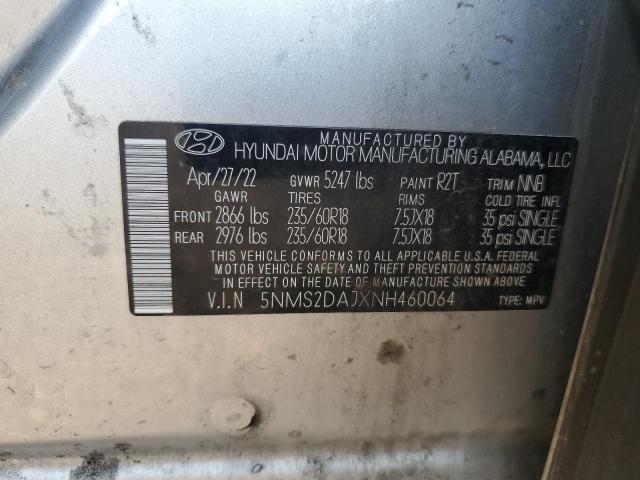 MANUFACTURED BY
HYUNDAI MOTOR MANUFACTURING ALABAMA, LLC
Apr/27/22 GVWR 5247 lbs PAINT R2T TRIM NNB
GAWR TIRES RIMS COLD TIRE INFL
FRONT 2866 lbs 235/60R18 7.5JX18 35 psi SINGLE
REAR 2976 lbs 235/60R18 7.5JX18 35 psi SINGLE
THIS VEHICLE CONFORMS TO ALL APPLICABLE U.S.A. FEDERAL
MOTOR VEHICLE SAFETY AND THEFT PREVENTION STANDARDS
IN EFFECT ON THE DATE OF MANUFACTURE SHOWN ABOVE.
V.I.N 5NMS2DAJXNH460064 TYPE: MPV